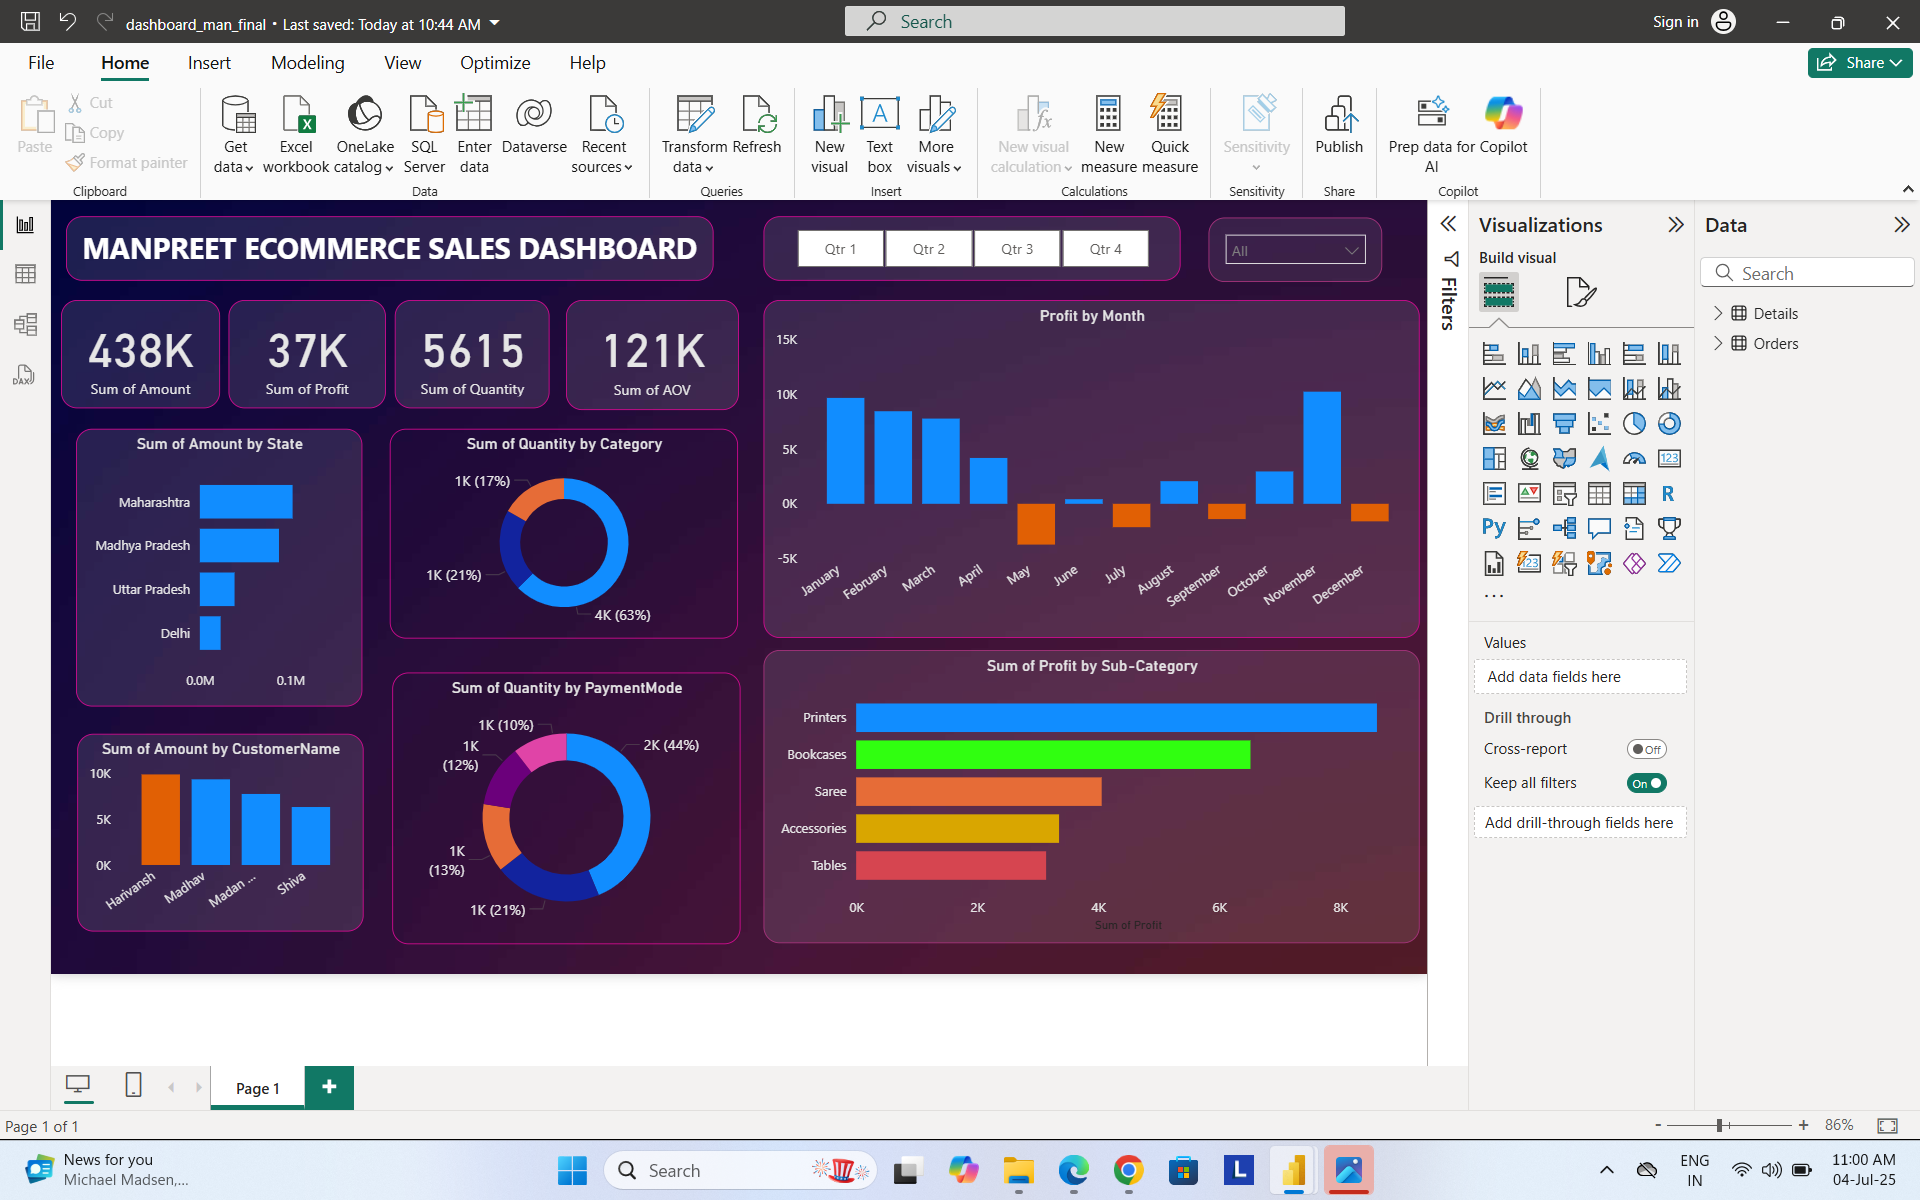 dashboard_man_final • Last saved: Today at 10:44 AM
Search
Sign in
File Home Insert Modeling View Optimize Help
Share
Paste
Cut
Copy
Format painter
Clipboard
Get data
Excel workbook
OneLake catalog
SQL Server
Enter data
Dataverse
Recent sources
Data
Transform data
Refresh
Queries
New visual
Text box
More visuals
Insert
New visual calculation
New measure
Quick measure
Calculations
Sensitivity
Sensitivity
Publish
Share
Prep data for AI
Copilot
Copilot
MANPREET ECOMMERCE SALES DASHBOARD
Qtr 1 Qtr 2 Qtr 3 Qtr 4
All
438K
Sum of Amount
37K
Sum of Profit
5615
Sum of Quantity
121K
Sum of AOV
Sum of Amount by State
Maharashtra
Madhya Pradesh
Uttar Pradesh
Delhi
0.0M 0.1M
Sum of Quantity by Category
1K (17%)
1K (21%)
4K (63%)
Profit by Month
15K
10K
5K
0K
-5K
January February March April May June July August September October November December
Sum of Amount by CustomerName
10K
5K
0K
Harivansh Madhav Madan ... Shiva
Sum of Quantity by PaymentMode
1K (10%)
2K (44%)
1K
(12%)
1K
(13%)
1K (21%)
Sum of Profit by Sub-Category
Printers
Bookcases
Saree
Accessories
Tables
0K 2K 4K 6K 8K
Sum of Profit
Filters
Visualizations
Build visual
123
R
Py
123
...
Values
Add data fields here
Drill through
Cross-report
Off
Keep all filters
On
Add drill-through fields here
Data
Search
Details
Orders
DAX
Page 1
+
Page 1 of 1
- + 86%
News for you
Michael Madsen,...
Search
L
ENG
IN
11:00 AM
04-Jul-25